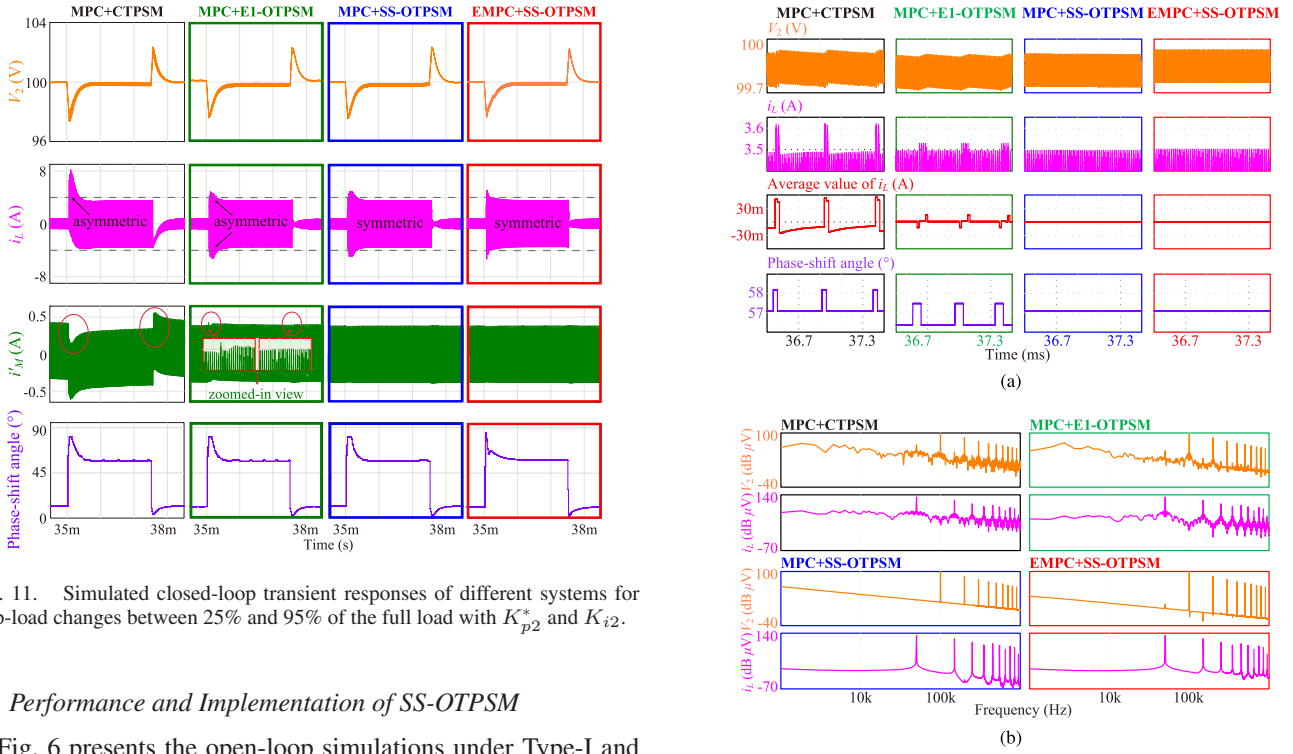 MPC+CTPSM MPC+E1-OTPSM MPC+SS-OTPSM EMPC+SS-OTPSM
104
V2 (V)
100
96
8
iL (A)
0
-8
asymmetric asymmetric symmetric symmetric
0.5
i'M (A)
0
-0.5
zoomed-in view
Phase-shift angle (°)
90
45
0
35m 38m 35m 38m 35m 38m 35m 38m
Time (s)
. 11. Simulated closed-loop transient responses of different systems for
p-load changes between 25% and 95% of the full load with K*p2 and Ki2.
Performance and Implementation of SS-OTPSM
Fig. 6 presents the open-loop simulations under Type-I and
MPC+CTPSM MPC+E1-OTPSM MPC+SS-OTPSM EMPC+SS-OTPSM
V2 (V)
100
99.7
iL (A)
3.6
3.5
Average value of iL (A)
30m
-30m
Phase-shift angle (°)
58
57
36.7 37.3 36.7 37.3 36.7 37.3 36.7 37.3
Time (ms)
(a)
MPC+CTPSM MPC+E1-OTPSM
V2 (dB μV)
100
-40
iL (dB μV)
140
-70
MPC+SS-OTPSM EMPC+SS-OTPSM
V2 (dB μV)
100
-40
iL (dB μV)
140
-70
10k 100k 10k 100k
Frequency (Hz)
(b)